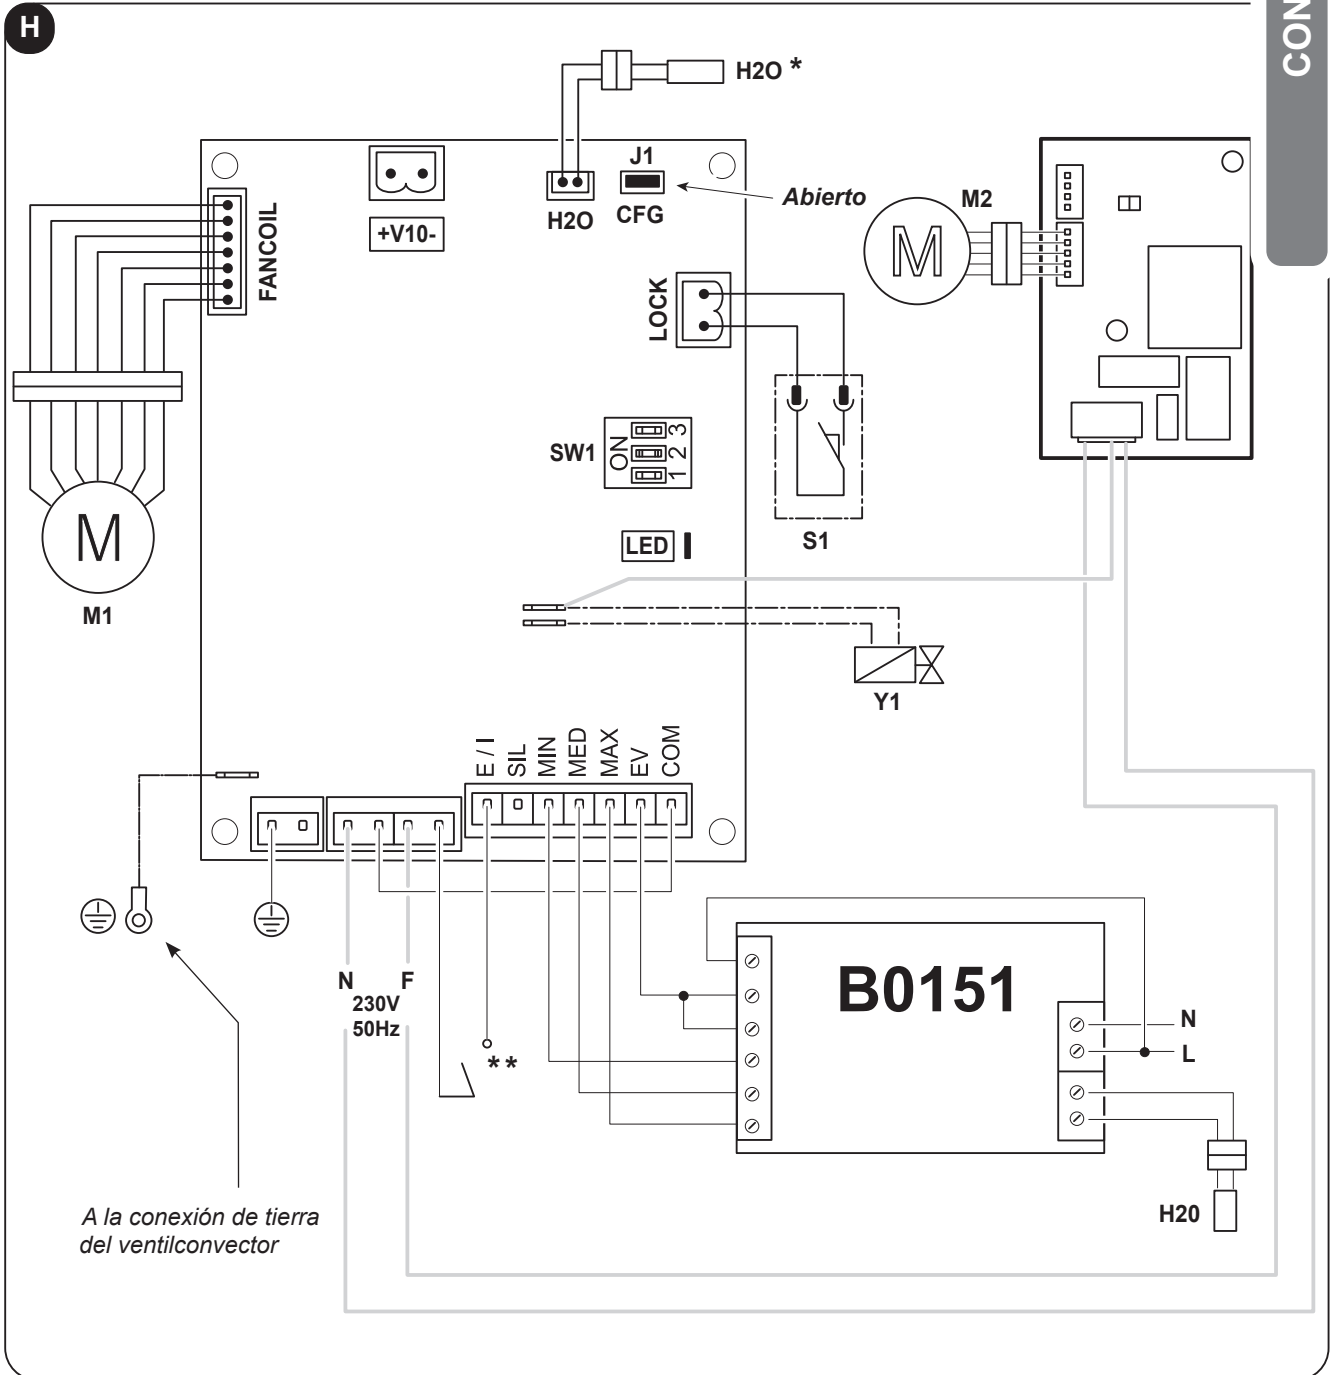 H
CON
H2O *
J1
Abierto
M2
M
H2O
CFG
+V10-
FANCOIL
LOCK
SW1
ON
1 2 3
S1
LED
M
M1
Y1
E / I
SIL
MIN
MED
MAX
EV
COM
N
F
230V
50Hz
**
B0151
N
L
H20
A la conexión de tierra
del ventilconvector